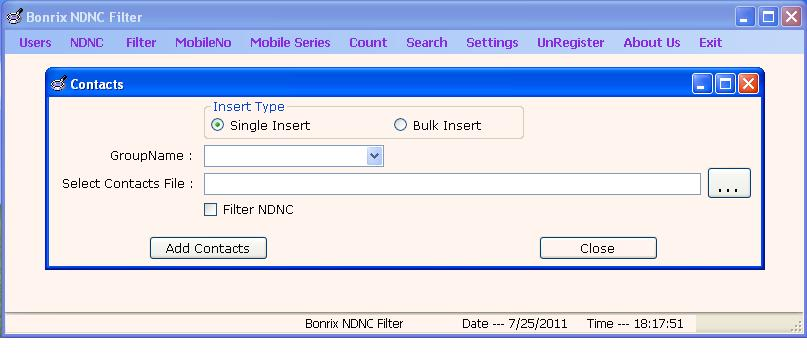 Bonrix NDNC Filter
Users NDNC Filter MobileNo Mobile Series Count Search Settings UnRegister About Us Exit
Contacts
Insert Type
Single Insert Bulk Insert
GroupName :
Select Contacts File : ...
Filter NDNC
Add Contacts Close
Bonrix NDNC Filter Date --- 7/25/2011 Time --- 18:17:51